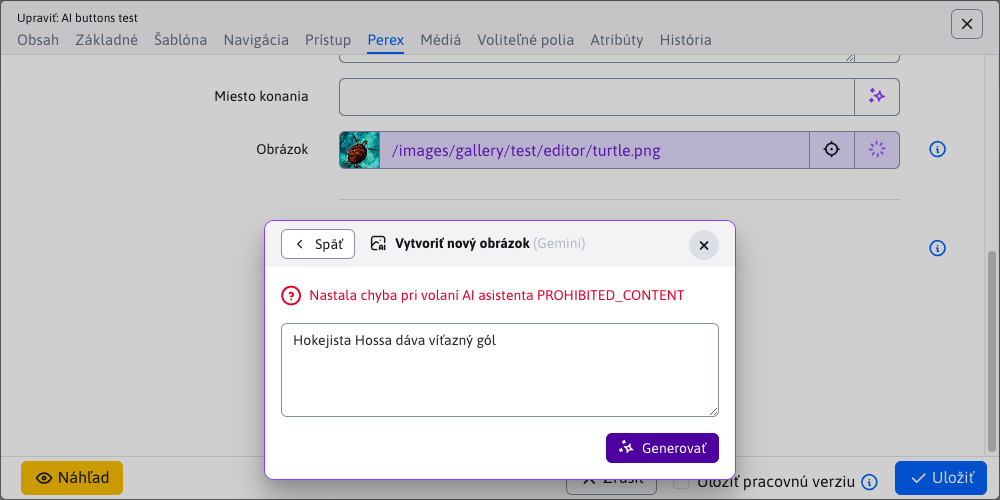 Upraviť: AI buttons test
Obsah Základné Šablóna Navigácia Prístup Perex Médiá Voliteľné polia Atribúty História
Miesto konania
Obrázok /images/gallery/test/editor/turtle.png
Späť AI Vytvoriť nový obrázok (Gemini)
Nastala chyba pri volaní AI asistenta PROHIBITED_CONTENT
Hokejista Hossa dáva víťazný gól
Generovať
Náhľad Zrušiť Uložiť pracovnú verziu Uložiť